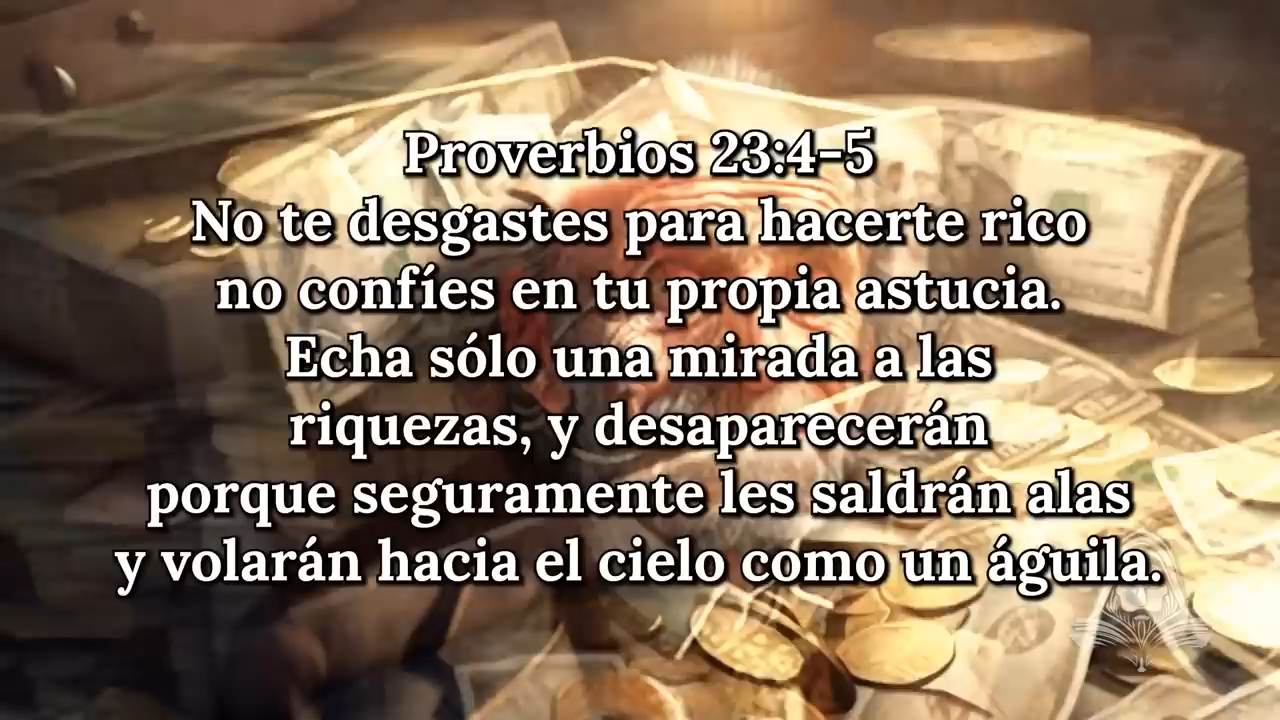 Proverbios 23:4-5
No te desgastes para hacerte rico
no confíes en tu propia astucia.
Echa sólo una mirada a las
riquezas, y desaparecerán
porque seguramente les saldrán alas
y volarán hacia el cielo como un águila.